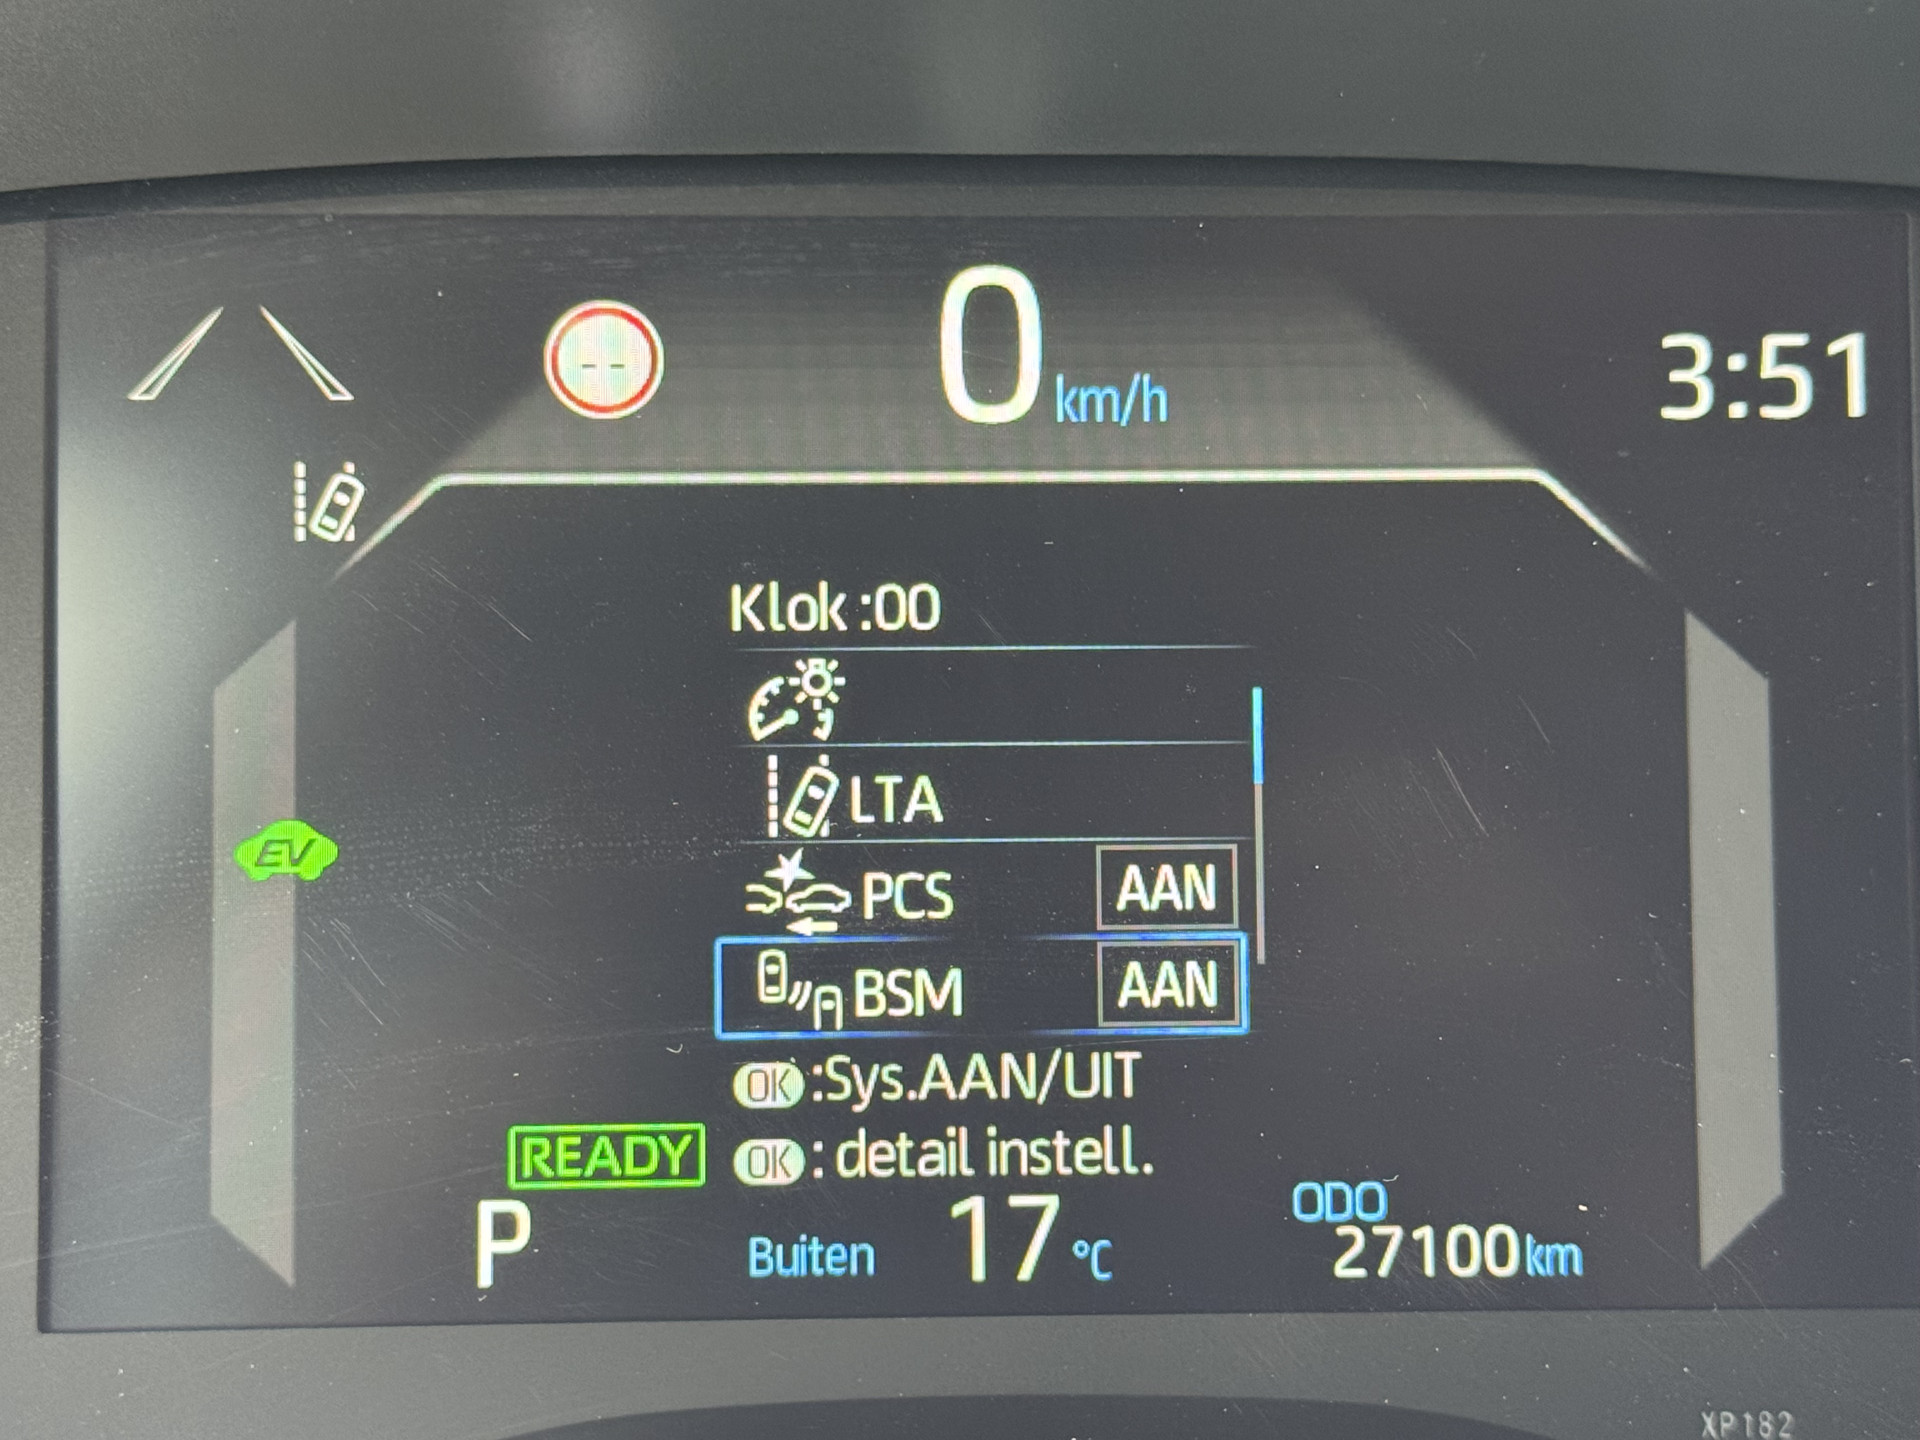 --
0 km/h
3:51
Klok :00
LTA
EV
PCS AAN
BSM AAN
OK :Sys.AAN/UIT
READY
OK : detail instell.
P
Buiten 17 °C
ODO
27100 km
XP182